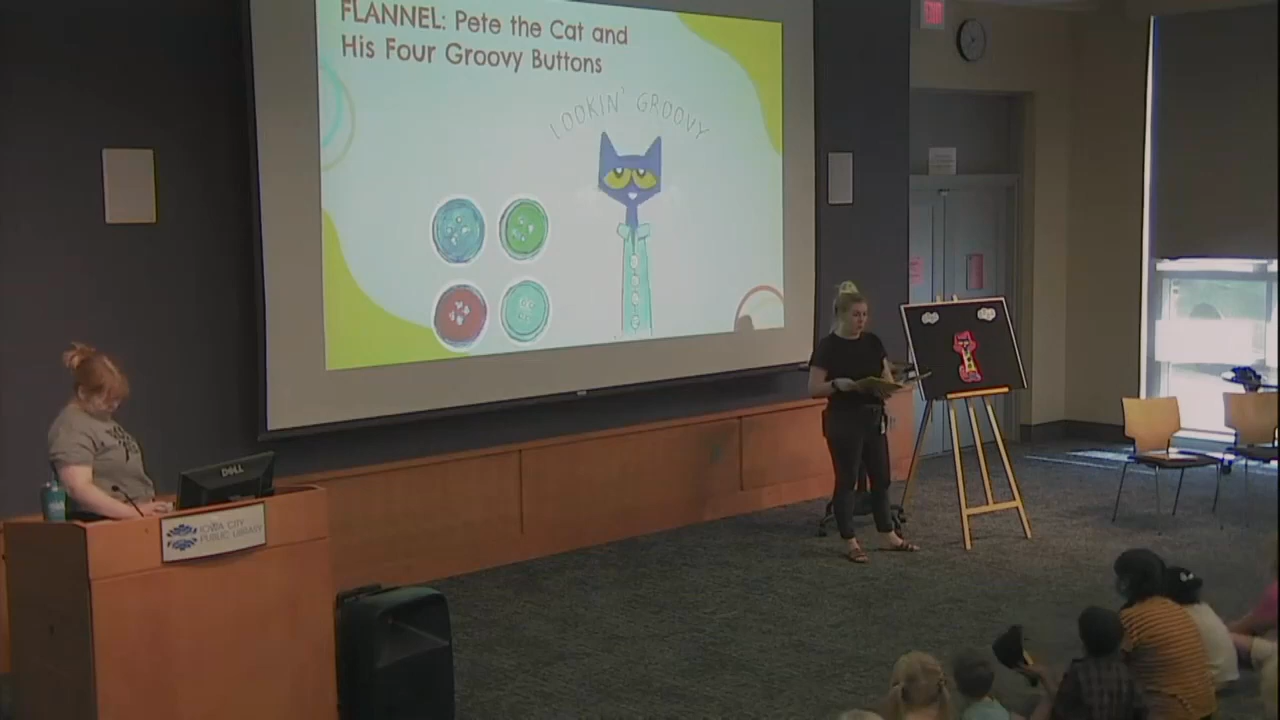 FLANNEL: Pete the Cat and
His Four Groovy Buttons
LOOKIN' GROOVY
EXIT
DELL
IOWA CITY
PUBLIC LIBRARY